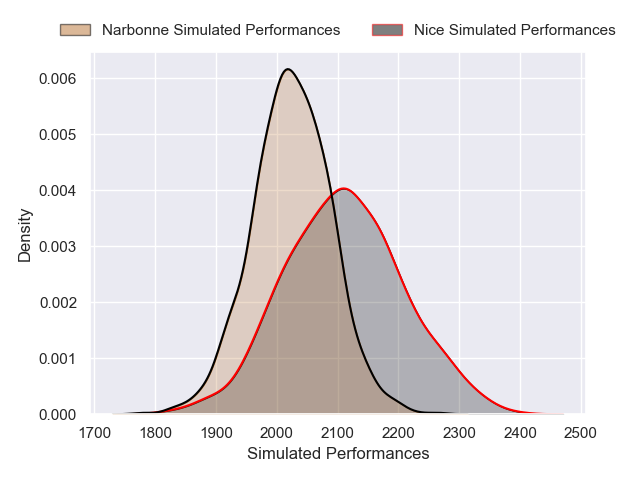 Narbonne Simulated Performances Nice Simulated Performances
0.006
0.005
0.004
0.003
0.002
0.001
0.000
Density
1700 1800 1900 2000 2100 2200 2300 2400 2500
Simulated Performances